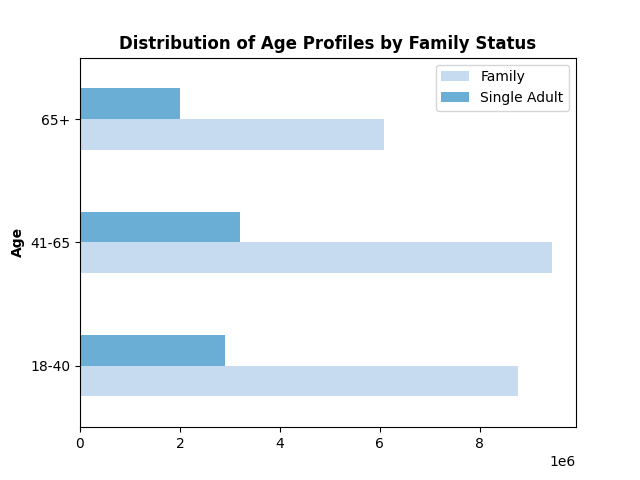 Distribution of Age Profiles by Family Status
Family
Single Adult
65+
41-65
18-40
Age
0 2 4 6 8
1e6